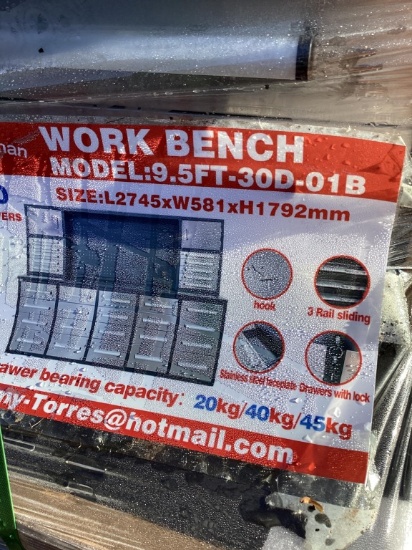 man
WORK BENCH
MODEL:9.5FT-30D-01B
SIZE:L2745xW581xH1792mm
hook
3 Rail sliding
Stainless steel faceplate
Drawers with lock
bearing capacity: 20kg/40kg/45kg
-Torres@hotmail.com